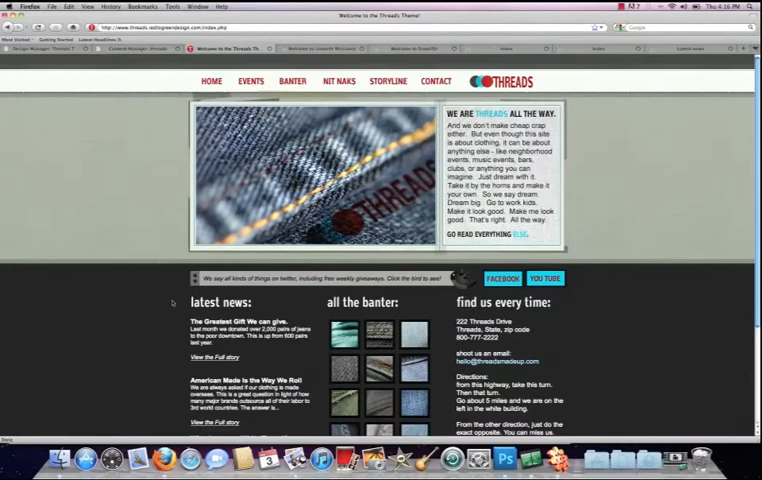 Firefox File Edit View History Bookmarks Tools Window Help
Thu 4:16 PM
Welcome to the Threads Theme!
http://www.threads.redtogreendesign.com/index.php
Google
Most Visited Getting Started Latest Headlines
Design Manager: Threads T
Content Manager: threads
Welcome to the Threads Th...
Index
Index
Latest news
HOME EVENTS BANTER NIT NAKS STORYLINE CONTACT THREADS
THREADS
WE ARE THREADS ALL THE WAY.
And we don't make cheap crap
either. But even though this site
is about clothing, it can be about
anything else - like neighborhood
events, music events, bars,
clubs, or anything you can
imagine. Just dream with it.
Take it by the horns and make it
your own. So we say dream.
Dream big. Go to work kids.
Make it look good. Make me look
good. That's right. All the way.
GO READ EVERYTHING ELSE.
We say all kinds of things on twitter, including free weekly giveaways. Click the bird to see!
FACEBOOK
YOU TUBE
latest news:
The Greatest Gift We can give.
Last month we donated over 2,000 pairs of jeans
to the poor downtown. This is up from 600 pairs
last year.
View the Full story
American Made Is the Way We Roll
We are always asked if our clothing is made
overseas. This is a great question in light of how
many major brands outsource all of their labor to
3rd world countries. The answer is...
View the Full story
all the banter:
find us every time:
222 Threads Drive
Threads, State, zip code
800-777-2222
shoot us an email:
hello@threadsmadeup.com
Directions:
from this highway, take this turn.
Then that turn.
Go about 5 miles and we are on the
left in the white building.
From the other direction, just do the
exact opposite. You can miss us.
Done
3
Ps